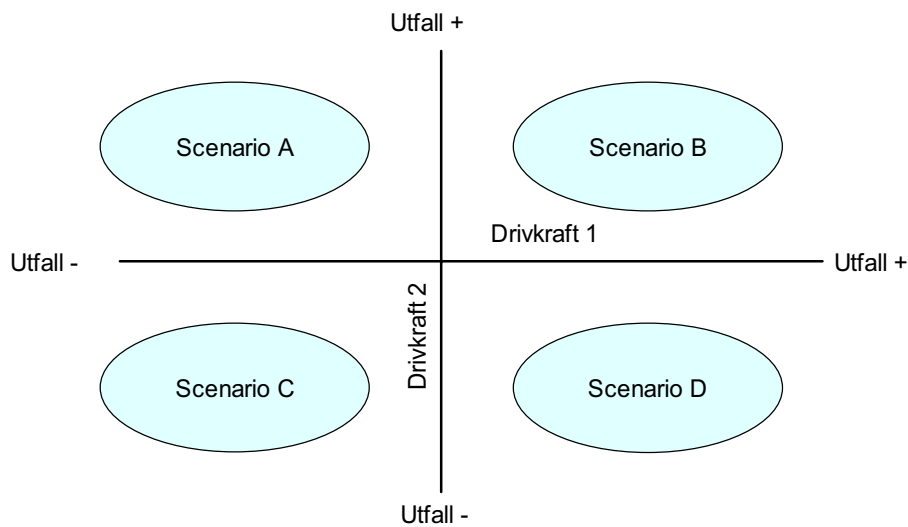 Utfall +
Scenario A
Scenario B
Drivkraft 1
Utfall -
Utfall +
Drivkraft 2
Scenario C
Scenario D
Utfall -